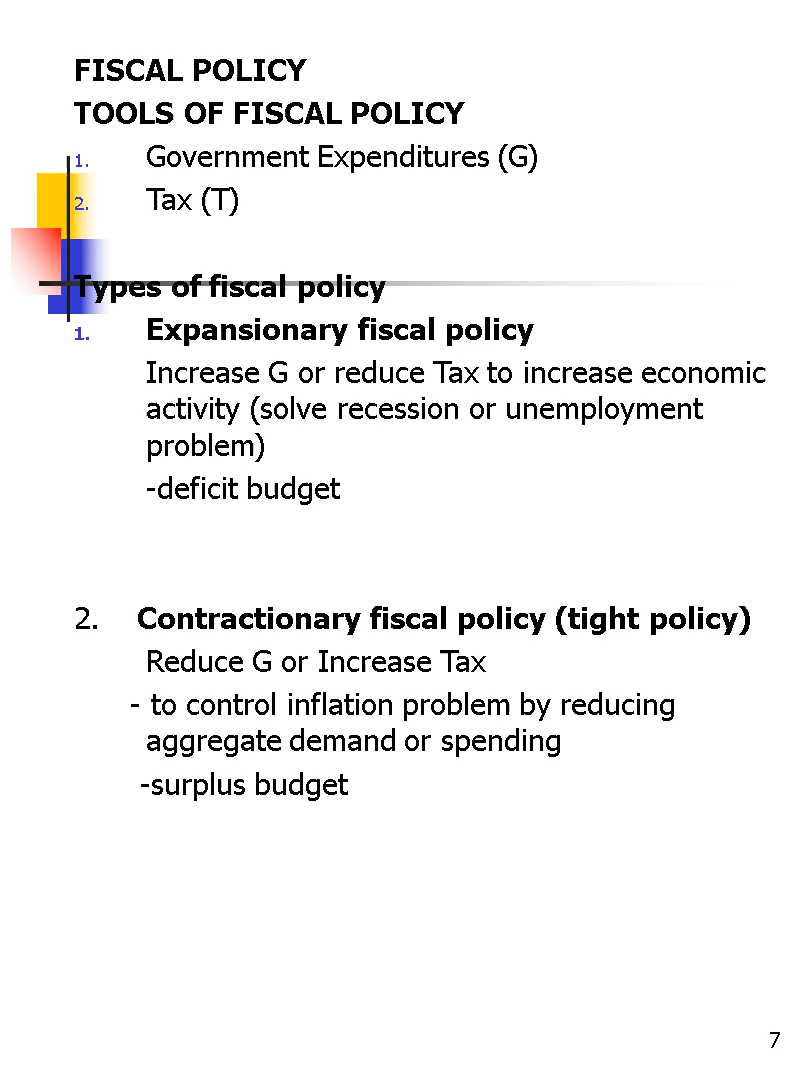 FISCAL POLICY
TOOLS OF FISCAL POLICY
1. Government Expenditures (G)
2. Tax (T)
Types of fiscal policy
1. Expansionary fiscal policy
Increase G or reduce Tax to increase economic
activity (solve recession or unemployment
problem)
-deficit budget
2. Contractionary fiscal policy (tight policy)
Reduce G or Increase Tax
- to control inflation problem by reducing
aggregate demand or spending
-surplus budget
7